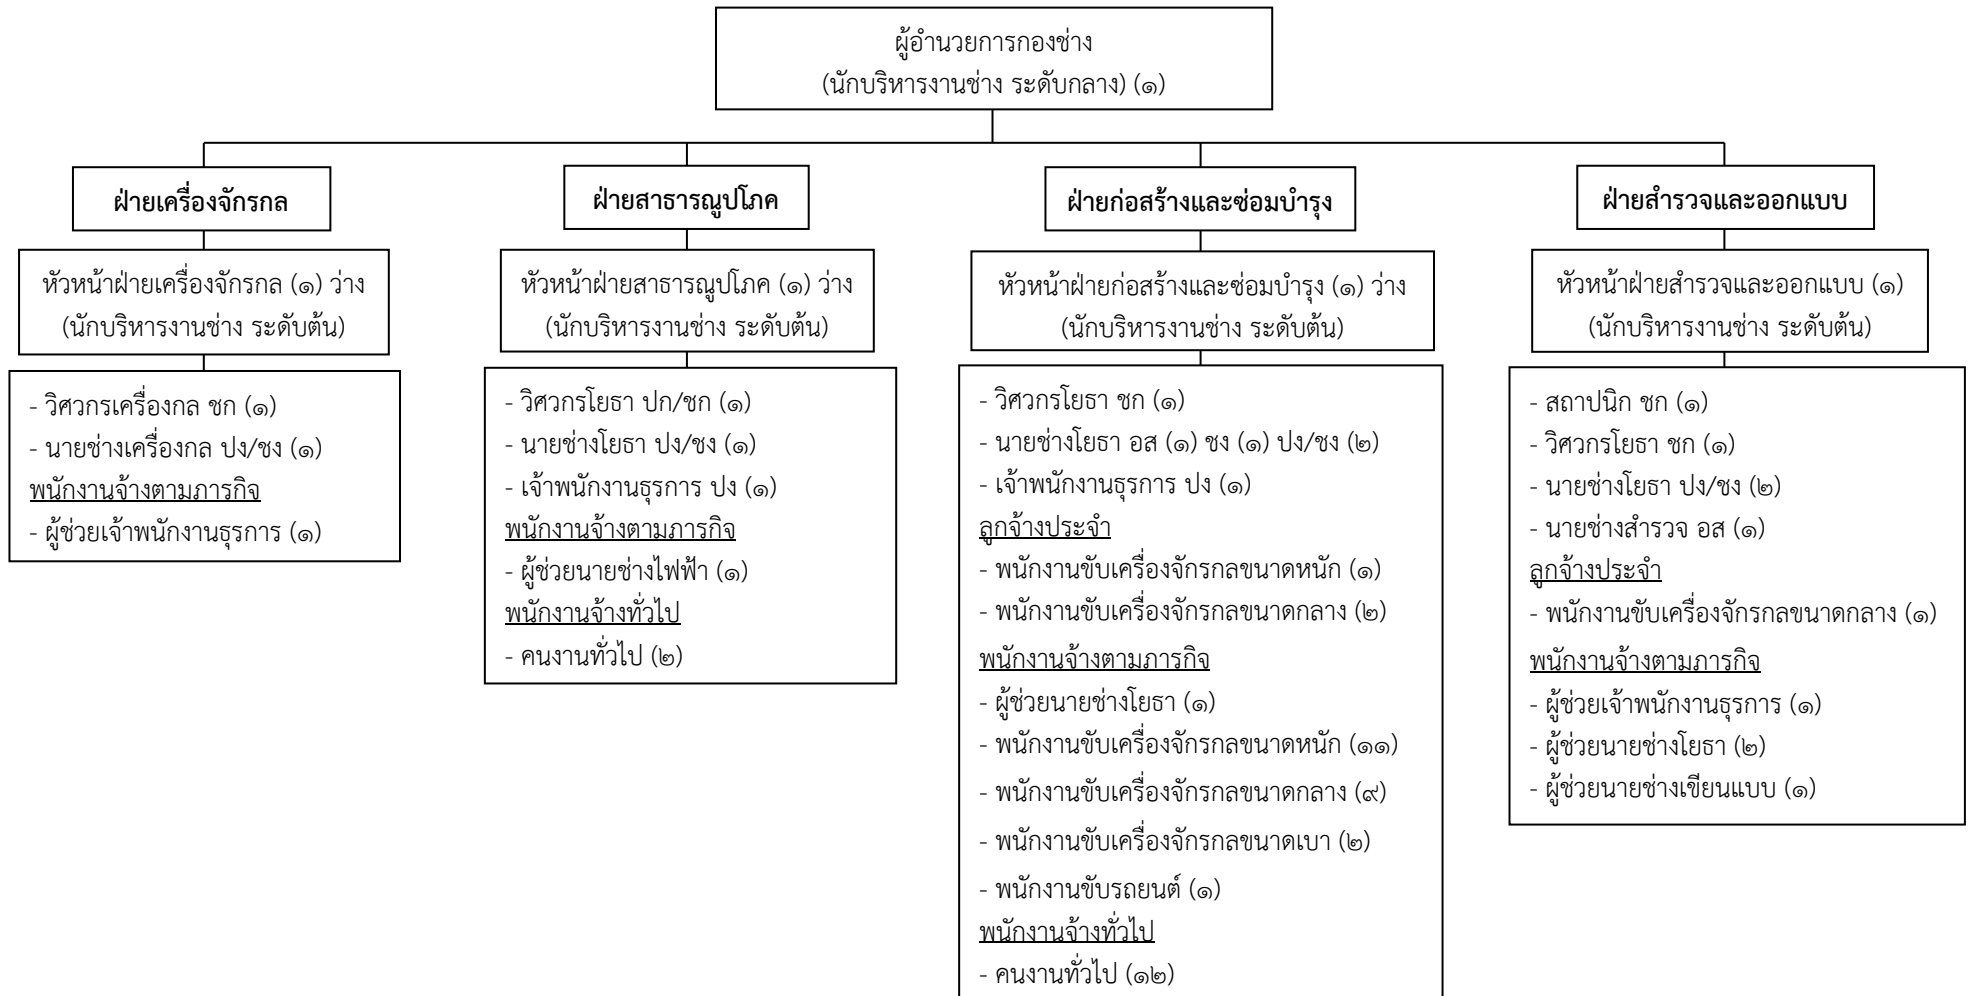 ผู้อำนวยการกองช่าง
(นักบริหารงานช่าง ระดับกลาง) (๑)
ฝ่ายเครื่องจักรกล
หัวหน้าฝ่ายเครื่องจักรกล (๑) ว่าง
(นักบริหารงานช่าง ระดับต้น)
- วิศวกรเครื่องกล ชก (๑)
- นายช่างเครื่องกล ปง/ชง (๑)
พนักงานจ้างตามภารกิจ
- ผู้ช่วยเจ้าพนักงานธุรการ (๑)
ฝ่ายสาธารณูปโภค
หัวหน้าฝ่ายสาธารณูปโภค (๑) ว่าง
(นักบริหารงานช่าง ระดับต้น)
- วิศวกรโยธา ปก/ชก (๑)
- นายช่างโยธา ปง/ชง (๑)
- เจ้าพนักงานธุรการ ปง (๑)
พนักงานจ้างตามภารกิจ
- ผู้ช่วยนายช่างไฟฟ้า (๑)
พนักงานจ้างทั่วไป
- คนงานทั่วไป (๒)
ฝ่ายก่อสร้างและซ่อมบำรุง
หัวหน้าฝ่ายก่อสร้างและซ่อมบำรุง (๑) ว่าง
(นักบริหารงานช่าง ระดับต้น)
- วิศวกรโยธา ชก (๑)
- นายช่างโยธา อส (๑) ชง (๑) ปง/ชง (๒)
- เจ้าพนักงานธุรการ ปง (๑)
ลูกจ้างประจำ
- พนักงานขับเครื่องจักรกลขนาดหนัก (๑)
- พนักงานขับเครื่องจักรกลขนาดกลาง (๒)
พนักงานจ้างตามภารกิจ
- ผู้ช่วยนายช่างโยธา (๑)
- พนักงานขับเครื่องจักรกลขนาดหนัก (๑๑)
- พนักงานขับเครื่องจักรกลขนาดกลาง (๙)
- พนักงานขับเครื่องจักรกลขนาดเบา (๒)
- พนักงานขับรถยนต์ (๑)
พนักงานจ้างทั่วไป
- คนงานทั่วไป (๑๒)
ฝ่ายสำรวจและออกแบบ
หัวหน้าฝ่ายสำรวจและออกแบบ (๑)
(นักบริหารงานช่าง ระดับต้น)
- สถาปนิก ชก (๑)
- วิศวกรโยธา ชก (๑)
- นายช่างโยธา ปง/ชง (๒)
- นายช่างสำรวจ อส (๑)
ลูกจ้างประจำ
- พนักงานขับเครื่องจักรกลขนาดกลาง (๑)
พนักงานจ้างตามภารกิจ
- ผู้ช่วยเจ้าพนักงานธุรการ (๑)
- ผู้ช่วยนายช่างโยธา (๒)
- ผู้ช่วยนายช่างเขียนแบบ (๑)